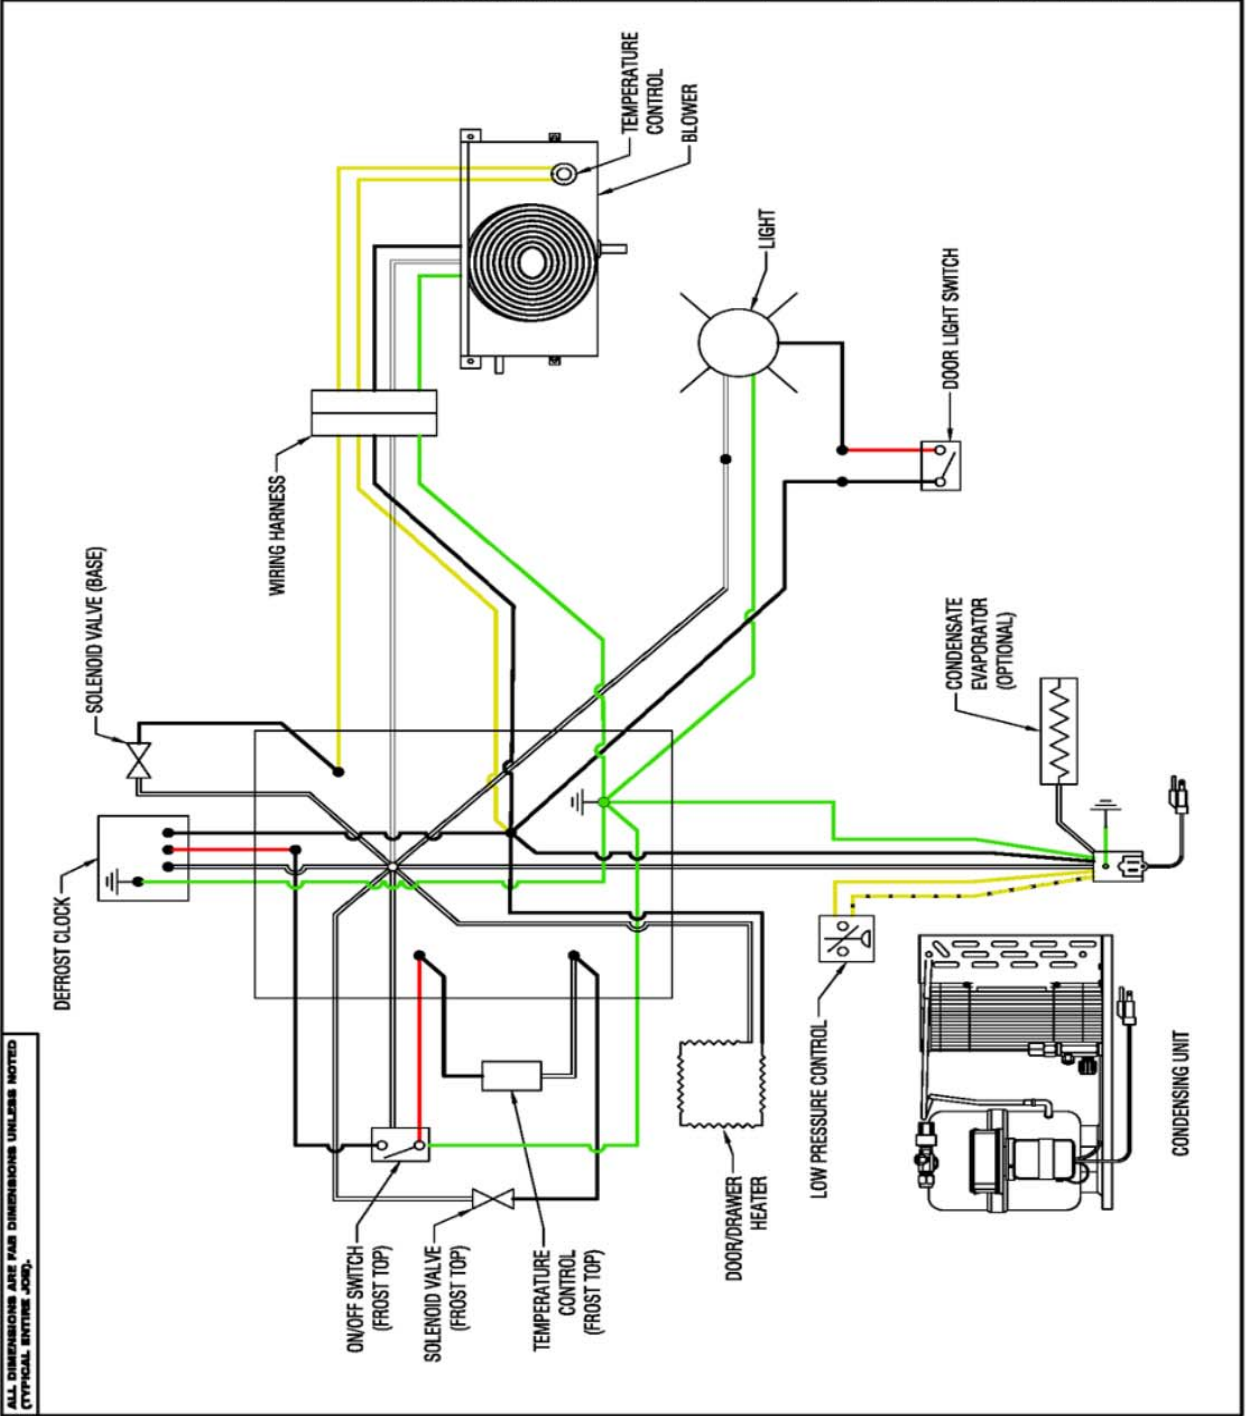 ALL DIMENSIONS ARE FAB DIMENSIONS UNLESS NOTED
(TYPICAL ENTIRE JOB).
DEFROST CLOCK
SOLENOID VALVE (BASE)
WIRING HARNESS
TEMPERATURE
CONTROL
BLOWER
LIGHT
DOOR LIGHT SWITCH
CONDENSATE
EVAPORATOR
(OPTIONAL)
ON/OFF SWITCH
(FROST TOP)
SOLENOID VALVE
(FROST TOP)
TEMPERATURE
CONTROL
(FROST TOP)
DOOR/DRAWER
HEATER
LOW PRESSURE CONTROL
CONDENSING UNIT